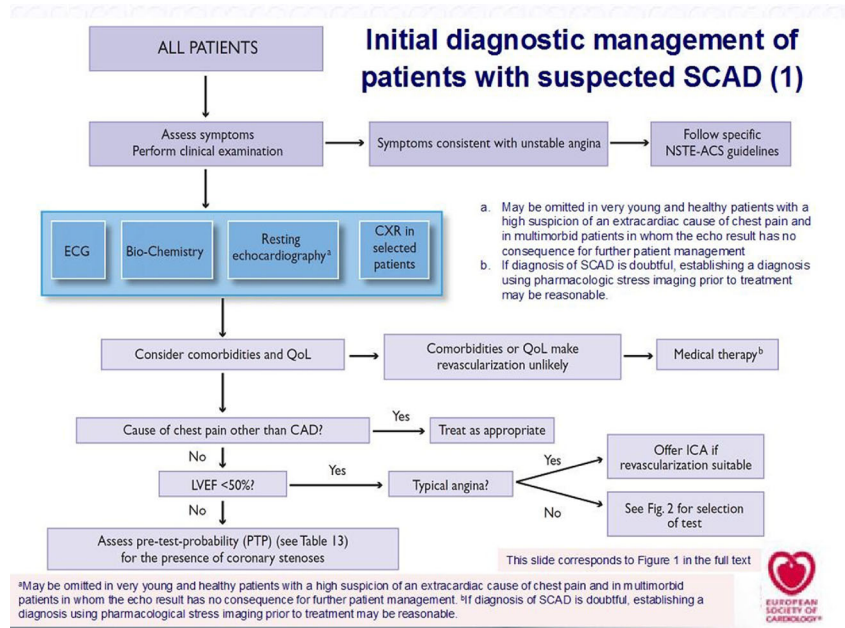 ALL PATIENTS
Initial diagnostic management of
patients with suspected SCAD (1)
Assess symptoms
Perform clinical examination
Symptoms consistent with unstable angina
Follow specific
NSTE-ACS guidelines
ECG
Bio-Chemistry
Resting
echocardiographyᵃ
CXR in
selected
patients
a. May be omitted in very young and healthy patients with a
high suspicion of an extracardiac cause of chest pain and
in multimorbid patients in whom the echo result has no
consequence for further patient management
b. If diagnosis of SCAD is doubtful, establishing a diagnosis
using pharmacologic stress imaging prior to treatment
may be reasonable.
Consider comorbidities and QoL
Comorbidities or QoL make
revascularization unlikely
Medical therapyᵇ
Cause of chest pain other than CAD?
Yes
Treat as appropriate
No
LVEF <50%?
Yes
Typical angina?
Yes
Offer ICA if
revascularization suitable
No
See Fig. 2 for selection
of test
No
Assess pre-test-probability (PTP) (see Table 13)
for the presence of coronary stenoses
This slide corresponds to Figure 1 in the full text
ᵃMay be omitted in very young and healthy patients with a high suspicion of an extracardiac cause of chest pain and in multimorbid
patients in whom the echo result has no consequence for further patient management. ᵇIf diagnosis of SCAD is doubtful, establishing a
diagnosis using pharmacological stress imaging prior to treatment may be reasonable.
EUROPEAN
SOCIETY OF
CARDIOLOGY®